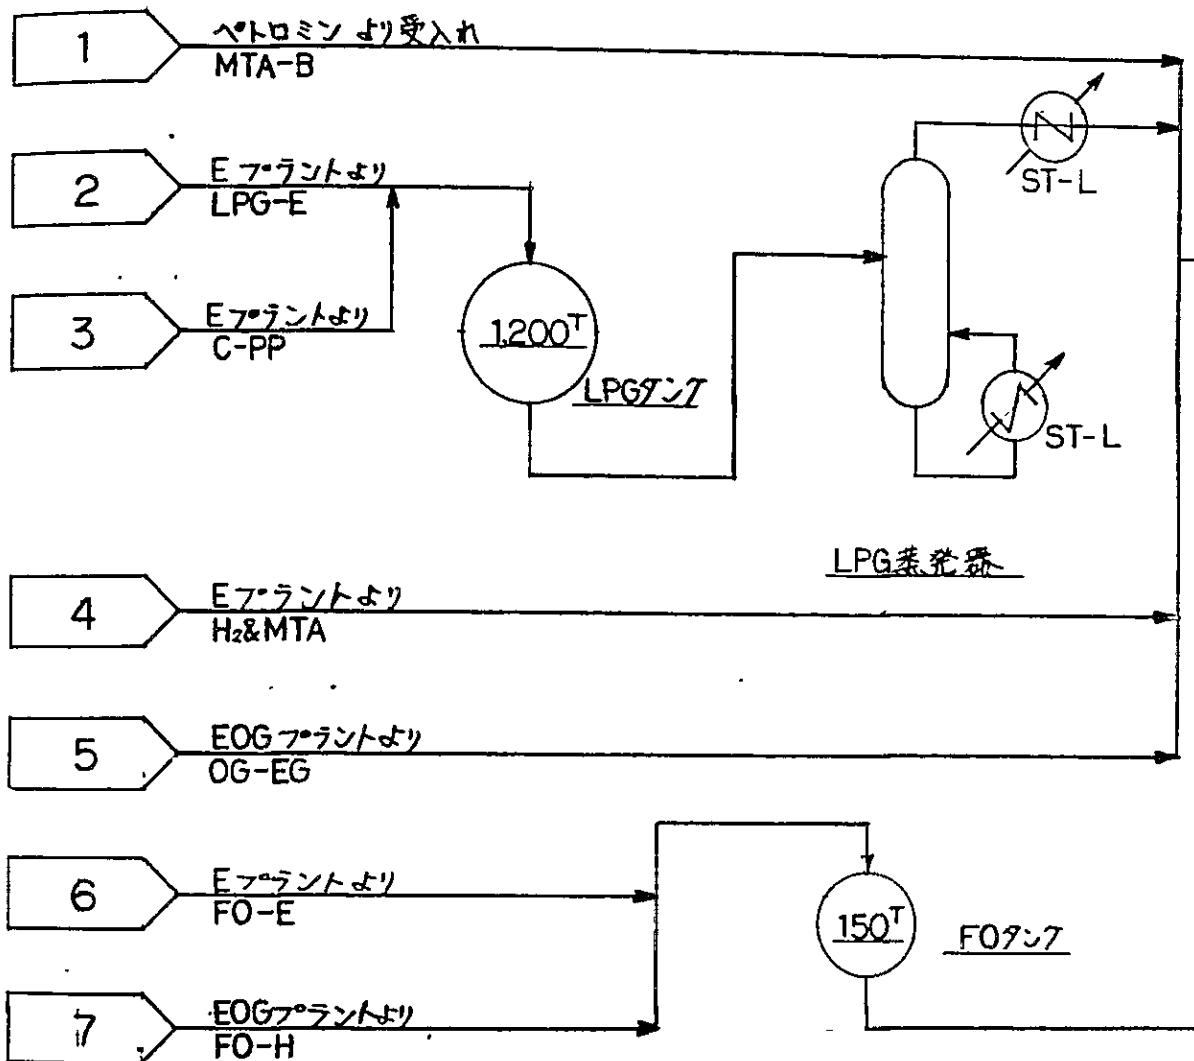 1
ペトロミンより受入れ
MTA-B
ST-L
2
Eプラントより
LPG-E
3
Eプラントより
C-PP
1,200T
LPGタンク
ST-L
LPG蒸発器
4
Eプラントより
H₂&MTA
5
EOGプラントより
OG-EG
6
Eプラントより
FO-E
150T
FOタンク
7
EOGプラントより
FO-H